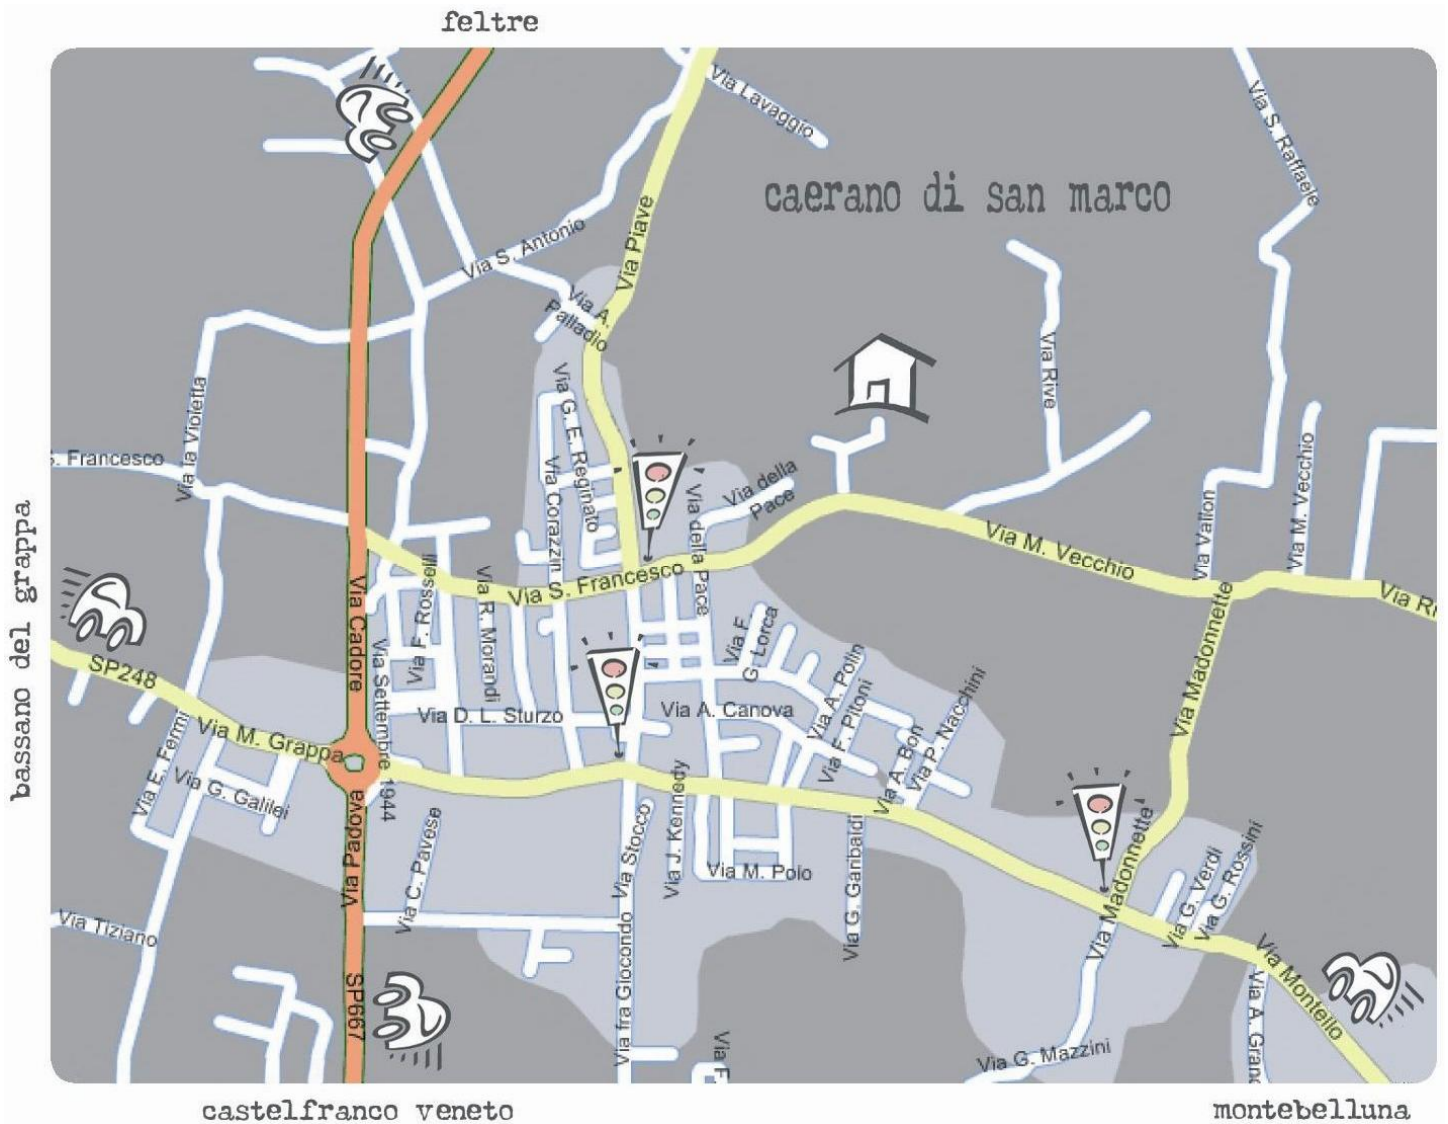 feltre
Via Lavaggio
Via S. Raffaele
caerano di san marco
Via Piave
Via S. Antonio
Via A.
Palladio
Via Rive
Via la Violetta
Via G. E. Reginato
S. Francesco
Via Corazzin
Via della Pace
Via della
Pace
Via M. Vecchio
Via Vallon
Via M. Vecchio
Via S. Francesco
Via Cadore
Via F. Rosselli
Via R. Morandi
Via F.
G. Lorca
Via Madonnette
bassano del grappa
SP248
Via Settembre 1944
Via A. Polin
Via F. Pitoni
Via P. Nacchini
Via D. L. Sturzo
Via A. Canova
Via A. Bon
Via M. Grappa
Via E. Fermi
Via G. Galilei
Via Padova
Via C. Pavese
Via Stocco
Via J. Kennedy
Via M. Polo
Via G. Garibaldi
Via Madonnette
Via G. Verdi
Via G. Rossini
Via Tiziano
Via fra Giocondo
SP667
Via Montello
Via G. Mazzini
Via A.
Via F
castelfranco veneto
montebelluna